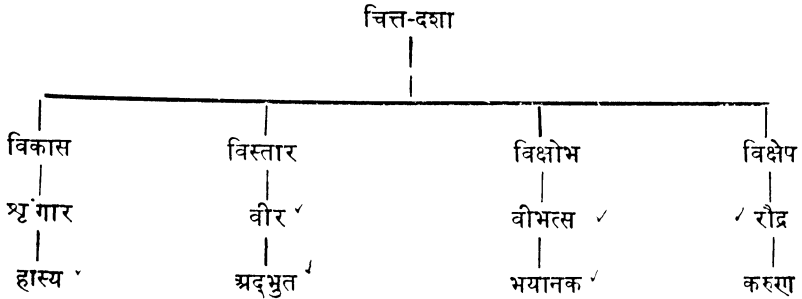 चित्त-दशा
विकास विस्तार विक्षोभ विक्षेप
शृंगार वीर वीभत्स रौद्र
हास्य अद्भुत भयानक करुण